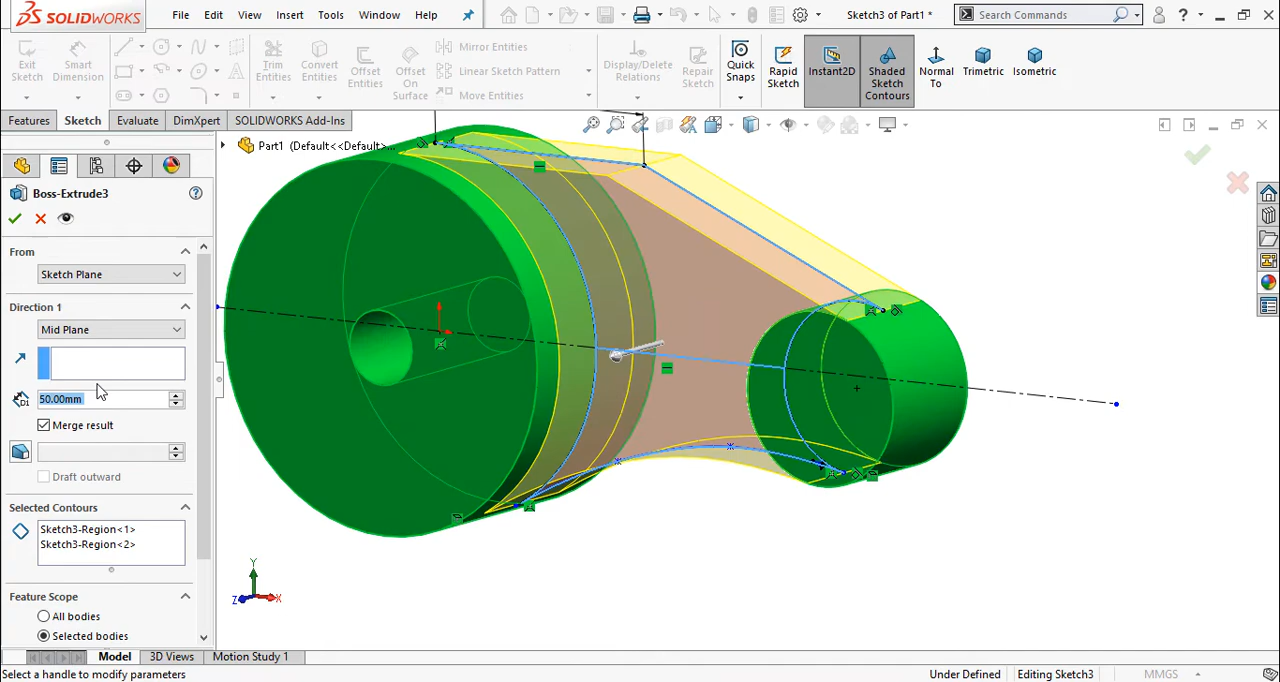 SOLIDWORKS File Edit View Insert Tools Window Help Sketch3 of Part1 * Search Commands ?
Exit Sketch
Smart Dimension
Trim Entities
Convert Entities
Offset Entities
Offset On Surface
Mirror Entities
Linear Sketch Pattern
Move Entities
Display/Delete Relations
Repair Sketch
Quick Snaps
Rapid Sketch
Instant2D
Shaded Sketch Contours
Normal To
Trimetric
Isometric
Features Sketch Evaluate DimXpert SOLIDWORKS Add-Ins
Part1 (Default<<Default>...
Boss-Extrude3
From
Sketch Plane
Direction 1
Mid Plane
50.00mm
Merge result
Draft outward
Selected Contours
Sketch3-Region<1>
Sketch3-Region<2>
Feature Scope
All bodies
Selected bodies
Y
Z X
Model 3D Views Motion Study 1
Select a handle to modify parameters Under Defined Editing Sketch3 MMGS